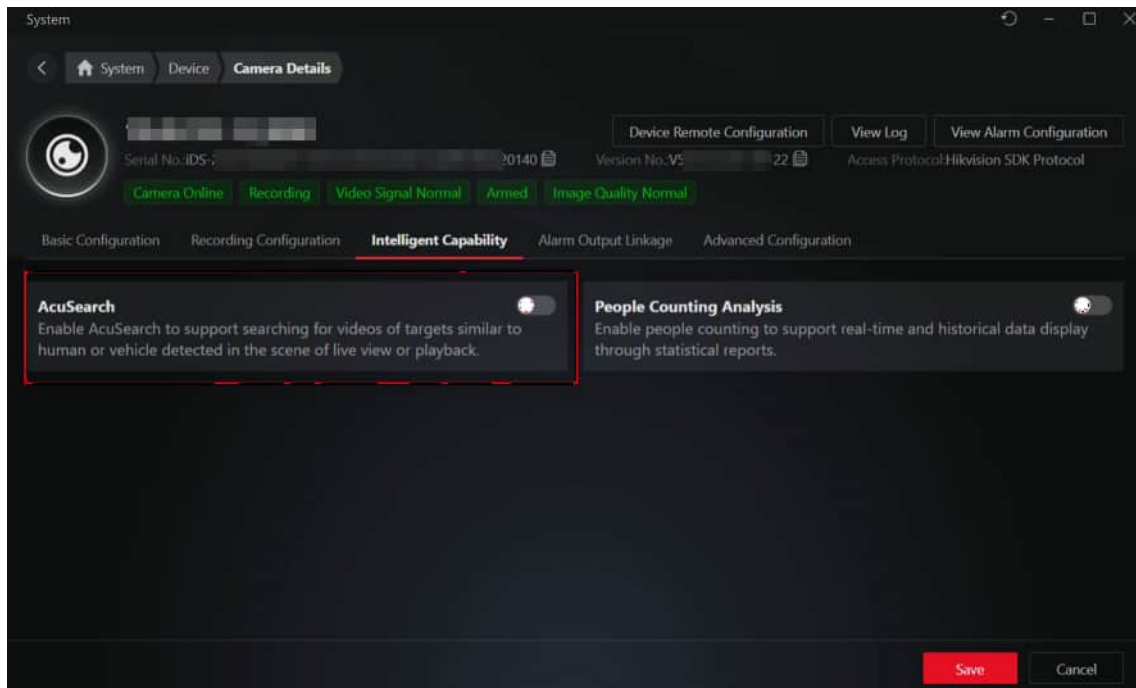 System
System Device Camera Details
Device Remote Configuration View Log View Alarm Configuration
Serial No.:iDS- 20140 Version No.:V5 22 Access Protocol:Hikvision SDK Protocol
Camera Online Recording Video Signal Normal Armed Image Quality Normal
Basic Configuration Recording Configuration Intelligent Capability Alarm Output Linkage Advanced Configuration
AcuSearch
Enable AcuSearch to support searching for videos of targets similar to
human or vehicle detected in the scene of live view or playback.
People Counting Analysis
Enable people counting to support real-time and historical data display
through statistical reports.
Save Cancel